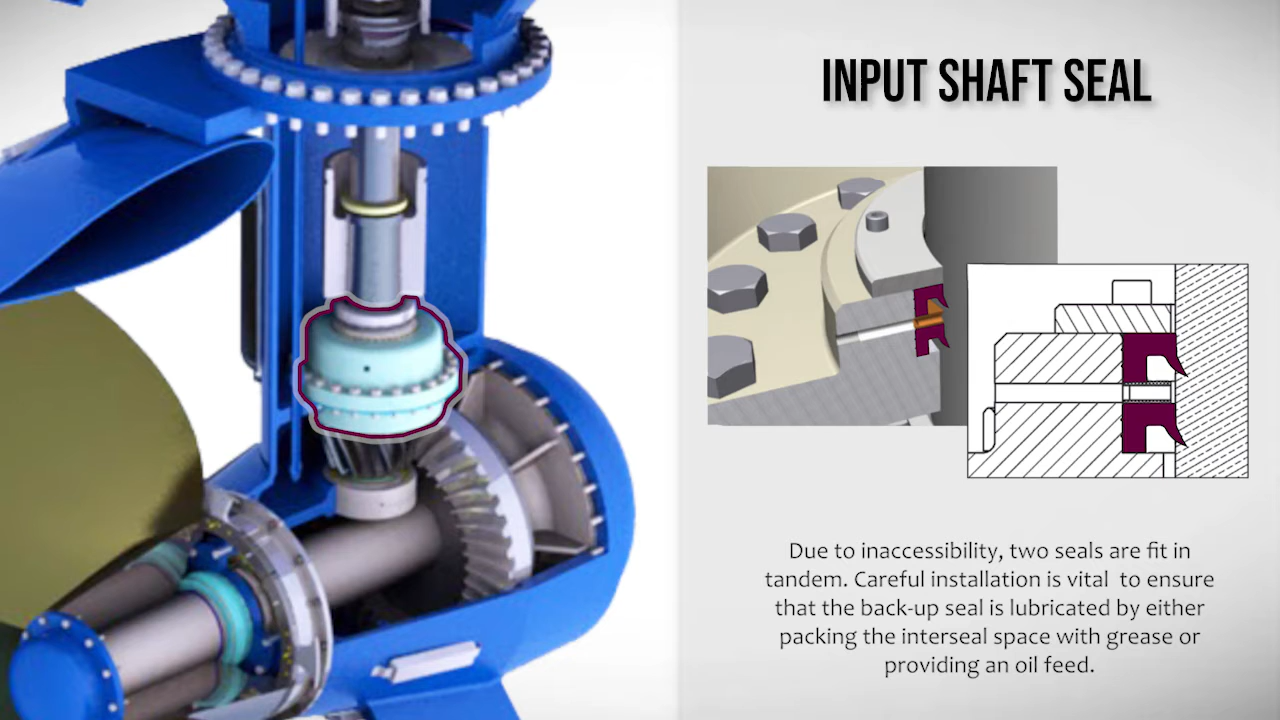 INPUT SHAFT SEAL
Due to inaccessibility, two seals are fit in
tandem. Careful installation is vital  to ensure
that the back-up seal is lubricated by either
packing the interseal space with grease or
providing an oil feed.